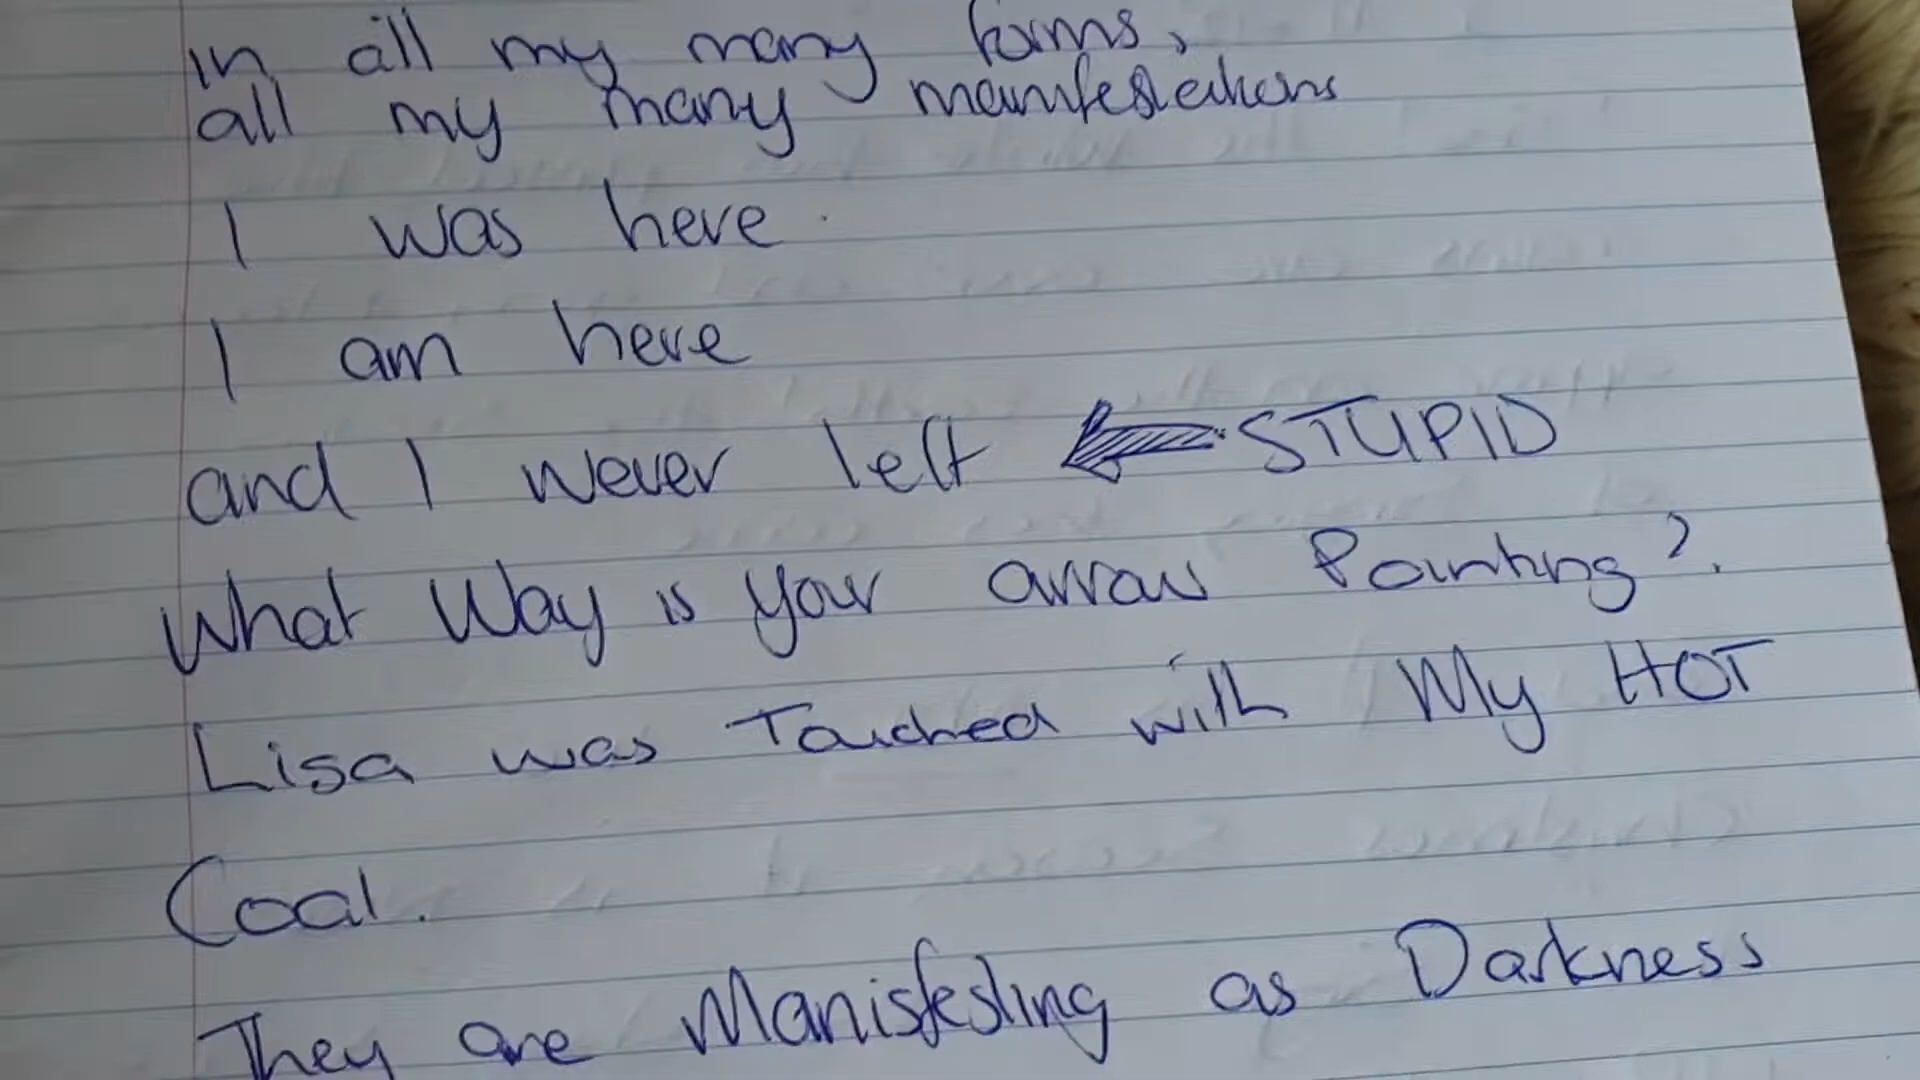 in all my many forms,
all my many manifestations
I was here
I am here
and I never left ⇐ STUPID
What Way is your arrow Pointing?.
Lisa was Touched with My HOT
Coal.
They are Manisfesting as Darkness